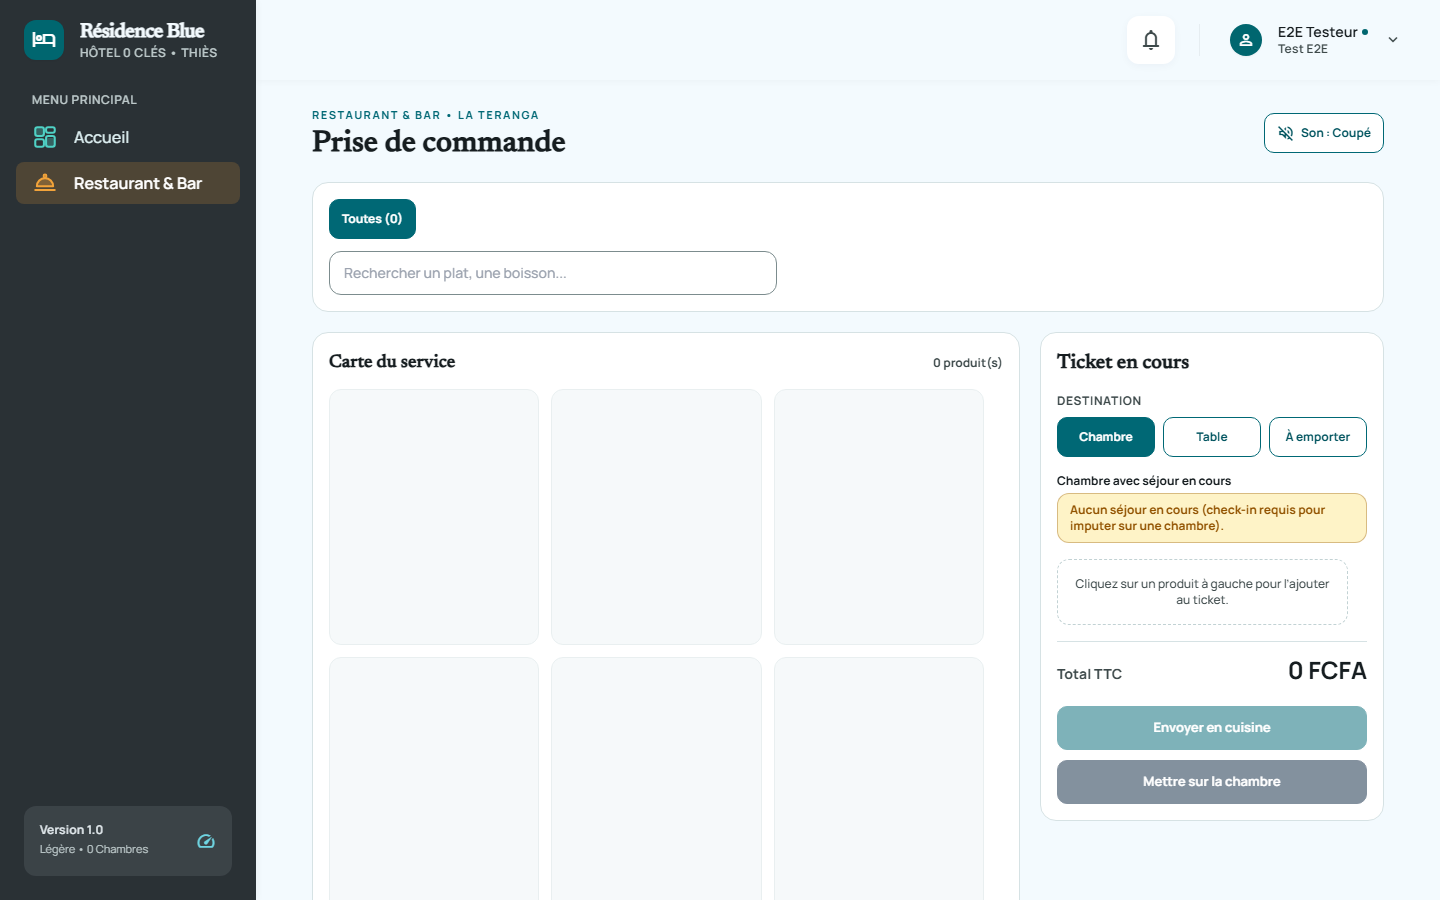 Résidence Blue
HÔTEL 0 CLÉS • THIÈS
MENU PRINCIPAL
Accueil
Restaurant & Bar
Version 1.0
Légère • 0 Chambres
E2E Testeur
Test E2E
RESTAURANT & BAR • LA TERANGA
Prise de commande
Son : Coupé
Toutes (0)
Rechercher un plat, une boisson...
Carte du service
0 produit(s)
Ticket en cours
DESTINATION
Chambre
Table
À emporter
Chambre avec séjour en cours
Aucun séjour en cours (check-in requis pour
imputer sur une chambre).
Cliquez sur un produit à gauche pour l'ajouter
au ticket.
Total TTC
0 FCFA
Envoyer en cuisine
Mettre sur la chambre